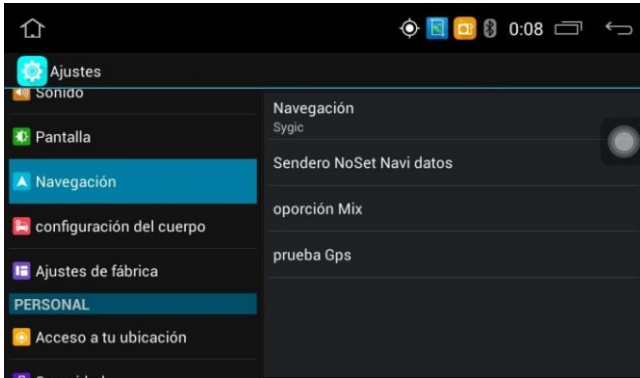 0:08
Ajustes
Sonido
Pantalla
Navegación
configuración del cuerpo
Ajustes de fábrica
PERSONAL
Acceso a tu ubicación
Navegación
Sygic
Sendero NoSet Navi datos
oporción Mix
prueba Gps